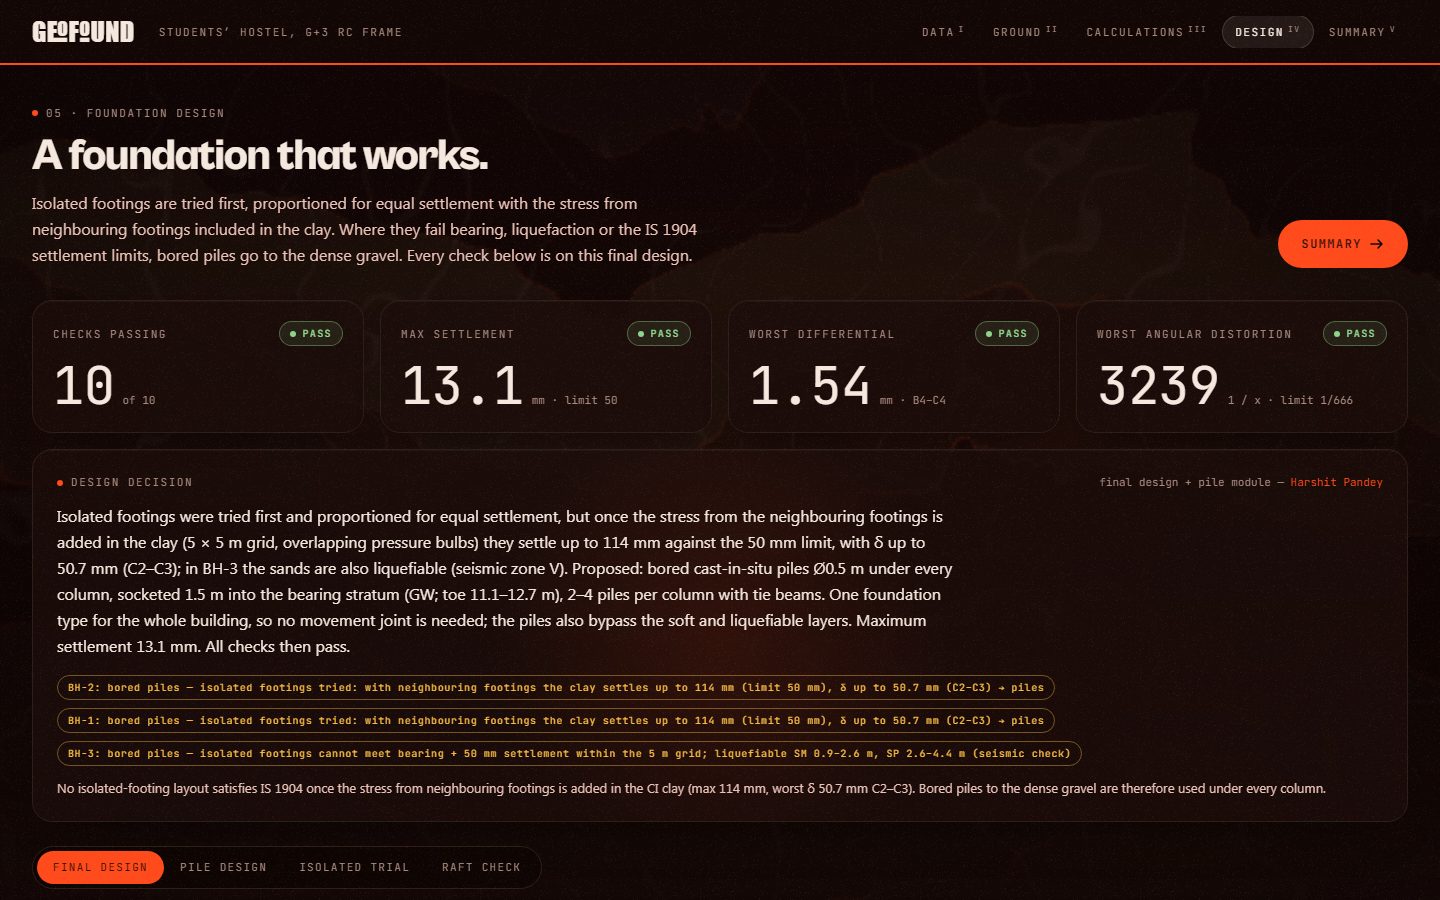 GEOFOUND
STUDENTS’ HOSTEL, G+3 RC FRAME
DATA I
GROUND II
CALCULATIONS III
DESIGN IV
SUMMARY V
05 · FOUNDATION DESIGN
A foundation that works.
Isolated footings are tried first, proportioned for equal settlement with the stress from
neighbouring footings included in the clay. Where they fail bearing, liquefaction or the IS 1904
settlement limits, bored piles go to the dense gravel. Every check below is on this final design.
SUMMARY →
CHECKS PASSING
PASS
10 of 10
MAX SETTLEMENT
PASS
13.1 mm · limit 50
WORST DIFFERENTIAL
PASS
1.54 mm · B4–C4
WORST ANGULAR DISTORTION
PASS
3239 1 / x · limit 1/666
DESIGN DECISION
final design + pile module — Harshit Pandey
Isolated footings were tried first and proportioned for equal settlement, but once the stress from the neighbouring footings is
added in the clay (5 × 5 m grid, overlapping pressure bulbs) they settle up to 114 mm against the 50 mm limit, with δ up to
50.7 mm (C2–C3); in BH-3 the sands are also liquefiable (seismic zone V). Proposed: bored cast-in-situ piles Ø0.5 m under every
column, socketed 1.5 m into the bearing stratum (GW; toe 11.1–12.7 m), 2–4 piles per column with tie beams. One foundation
type for the whole building, so no movement joint is needed; the piles also bypass the soft and liquefiable layers. Maximum
settlement 13.1 mm. All checks then pass.
BH-2: bored piles — isolated footings tried: with neighbouring footings the clay settles up to 114 mm (limit 50 mm), δ up to 50.7 mm (C2–C3) → piles
BH-1: bored piles — isolated footings tried: with neighbouring footings the clay settles up to 114 mm (limit 50 mm), δ up to 50.7 mm (C2–C3) → piles
BH-3: bored piles — isolated footings cannot meet bearing + 50 mm settlement within the 5 m grid; liquefiable SM 0.9–2.6 m, SP 2.6–4.4 m (seismic check)
No isolated-footing layout satisfies IS 1904 once the stress from neighbouring footings is added in the CI clay (max 114 mm, worst δ 50.7 mm C2–C3). Bored piles to the dense gravel are therefore used under every column.
FINAL DESIGN
PILE DESIGN
ISOLATED TRIAL
RAFT CHECK